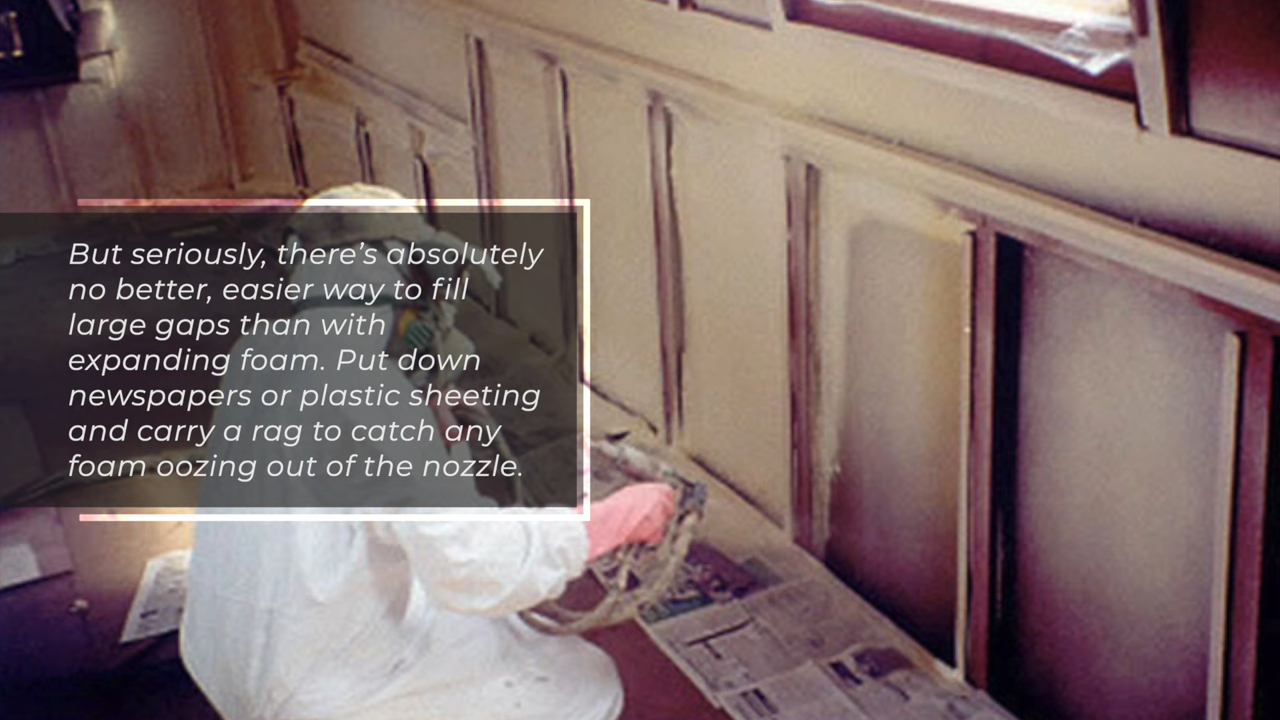 But seriously, there’s absolutely
no better, easier way to fill
large gaps than with
expanding foam. Put down
newspapers or plastic sheeting
and carry a rag to catch any
foam oozing out of the nozzle.